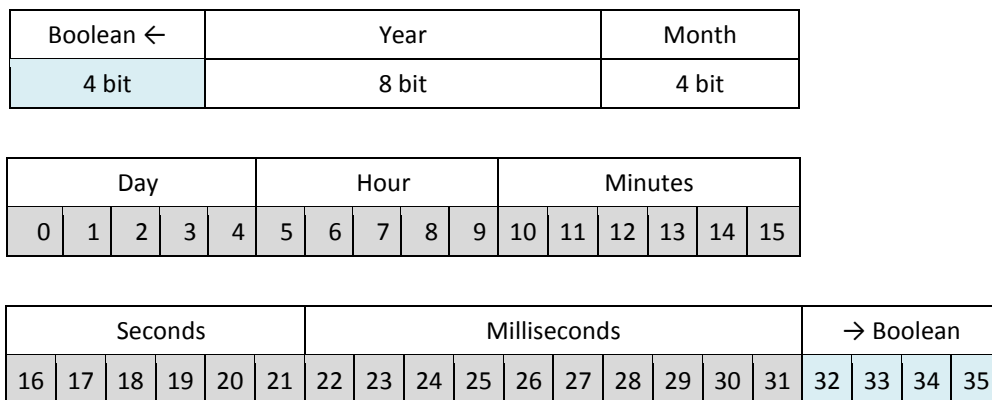 Boolean ← Year Month
4 bit 8 bit 4 bit
Day Hour Minutes
0 1 2 3 4 5 6 7 8 9 10 11 12 13 14 15
Seconds Milliseconds → Boolean
16 17 18 19 20 21 22 23 24 25 26 27 28 29 30 31 32 33 34 35